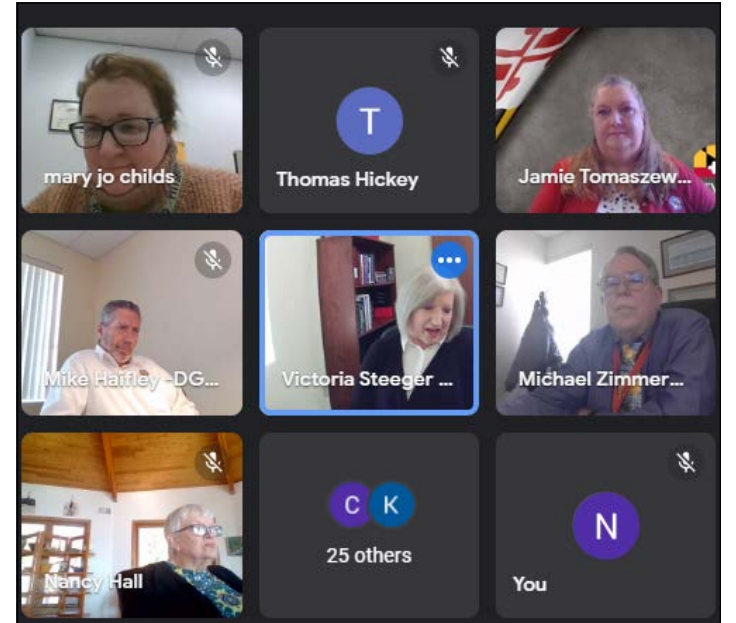 mary jo childs
T
Thomas Hickey
Jamie Tomaszew...
Mike Haifley -DG...
Victoria Steeger ...
Michael Zimmer...
Nancy Hall
C K
25 others
N
You